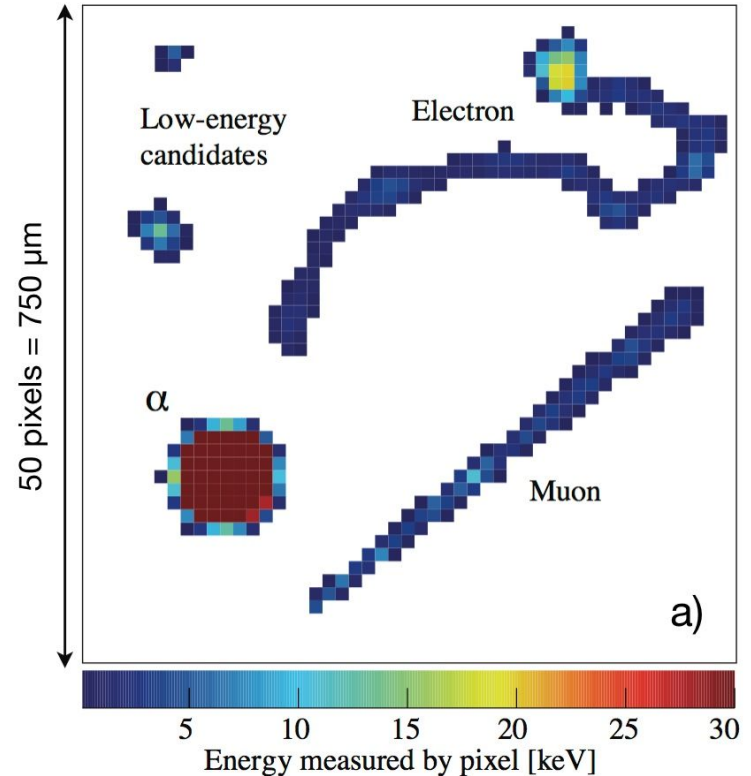 Low-energy
candidates
Electron
50 pixels = 750 µm
α
Muon
a)
5 10 15 20 25 30
Energy measured by pixel [keV]